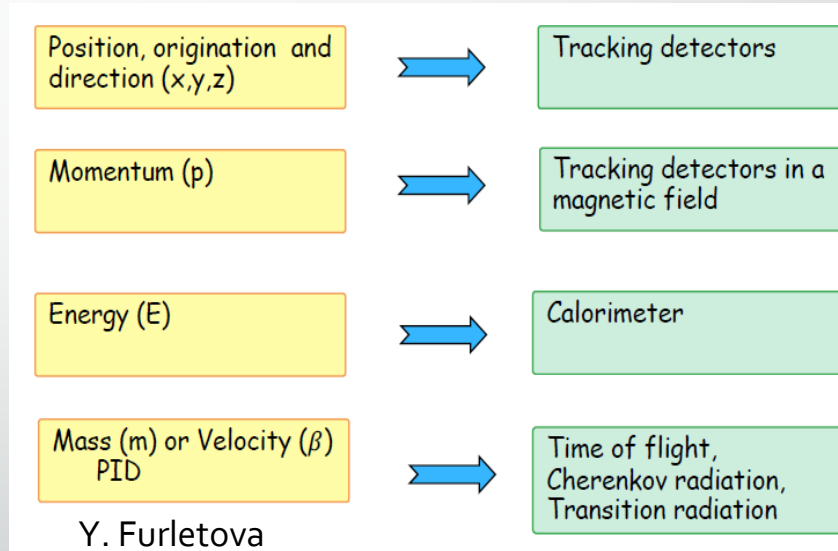 Position, origination and
direction (x,y,z)
Tracking detectors
Momentum (p)
Tracking detectors in a
magnetic field
Energy (E)
Calorimeter
Mass (m) or Velocity (β)
PID
Time of flight,
Cherenkov radiation,
Transition radiation
Y. Furletova